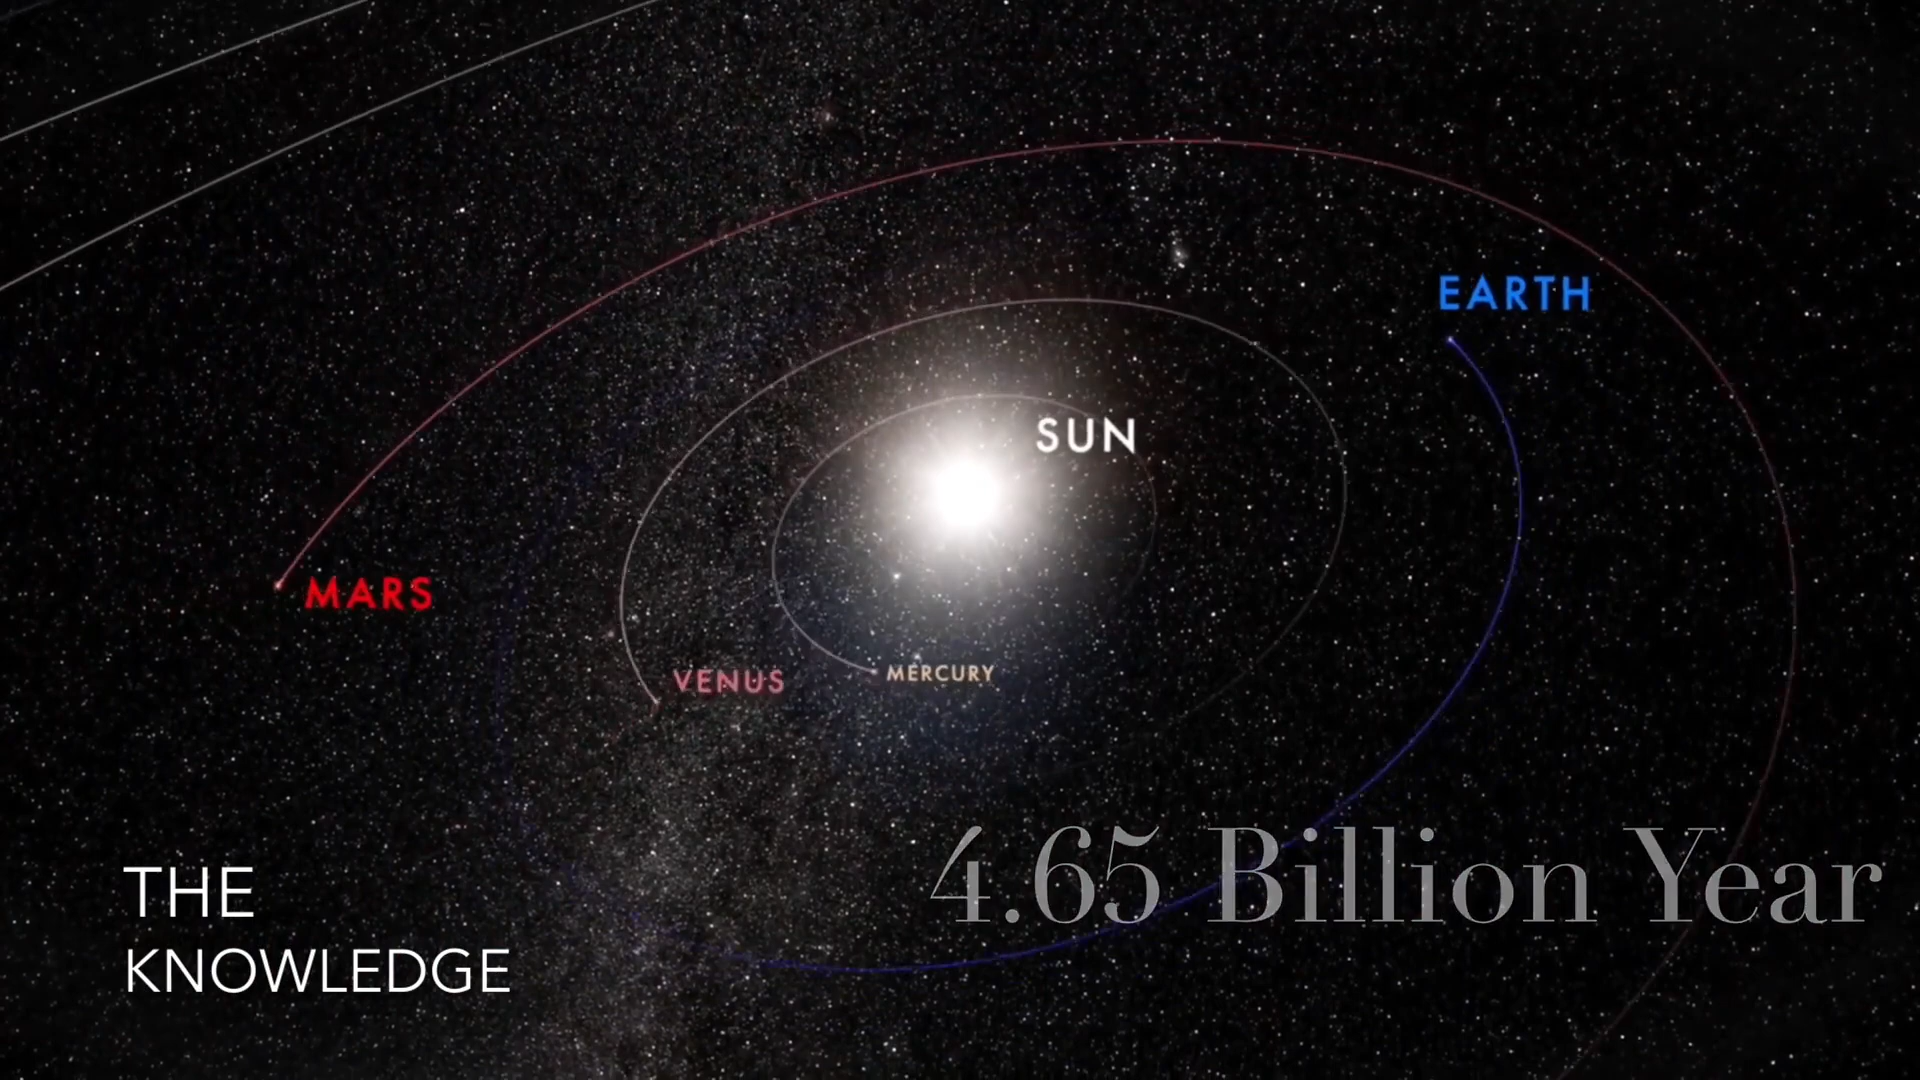 EARTH
SUN
MARS
VENUS
MERCURY
4.65 Billion Year
THE
KNOWLEDGE